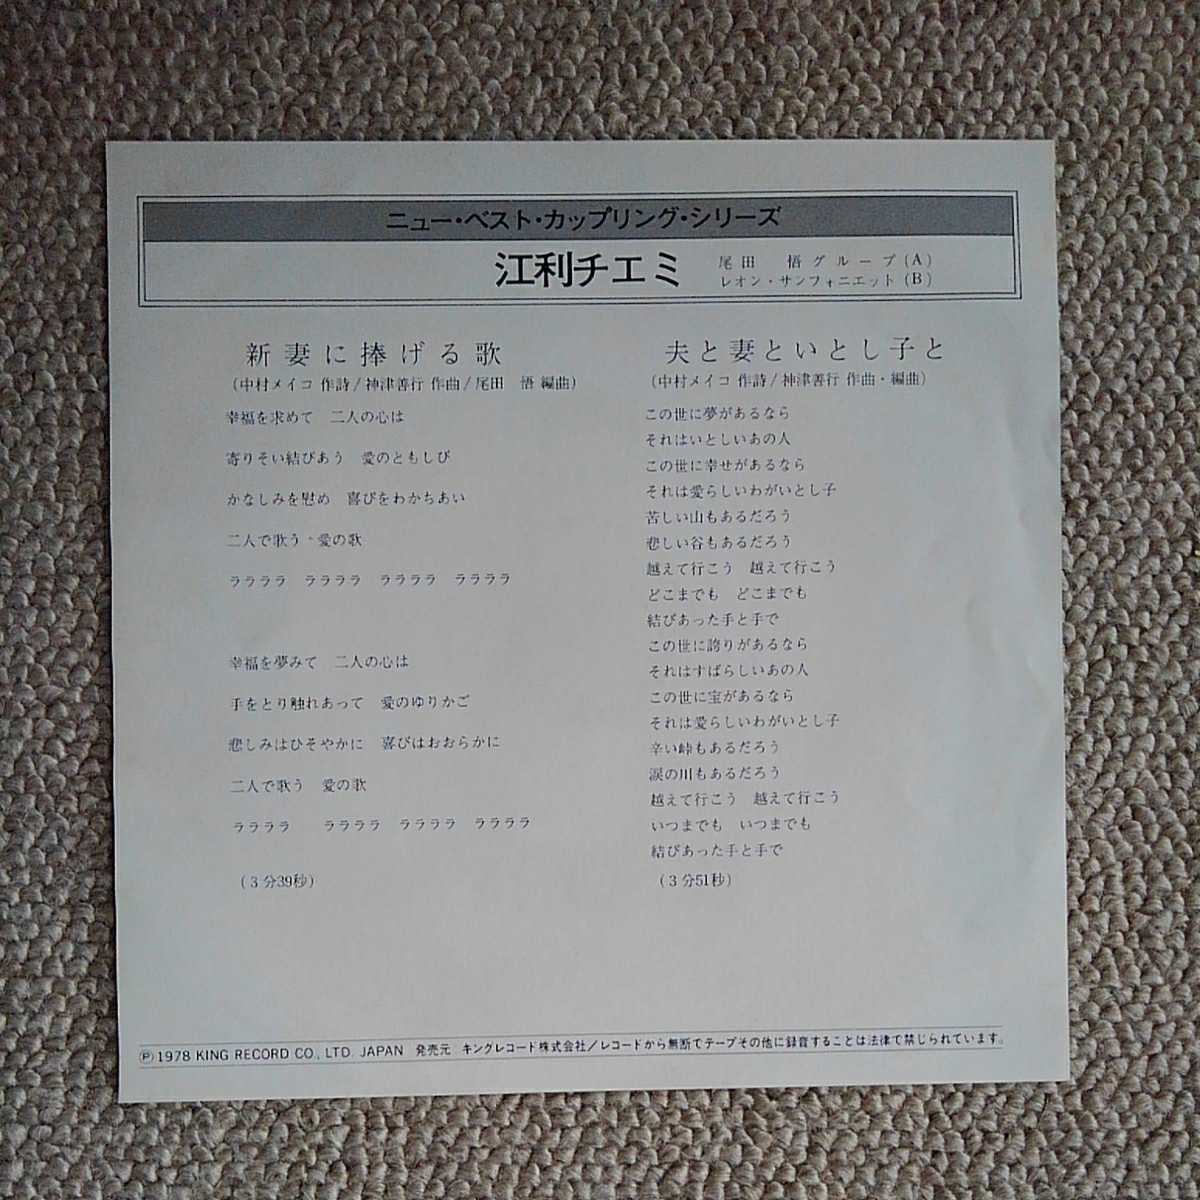 ニュー・ベスト・カップリング・シリーズ
江利チエミ
尾田　悟グループ(A)
レオン・サンフォニエット(B)
新妻に捧げる歌
(中村メイコ 作詩/神津善行 作曲/尾田　悟 編曲)
幸福を求めて　二人の心は
寄りそい結びあう　愛のともしび
かなしみを慰め　喜びをわかちあい
二人で歌う　愛の歌
ララララ　ララララ　ララララ　ララララ
幸福を夢みて　二人の心は
手をとり触れあって　愛のゆりかご
悲しみはひそやかに　喜びはおおらかに
二人で歌う　愛の歌
ララララ　ララララ　ララララ　ララララ
(3分39秒)
夫と妻といとし子と
(中村メイコ 作詩/神津善行 作曲・編曲)
この世に夢があるなら
それはいとしいあの人
この世に幸せがあるなら
それは愛らしいわがいとし子
苦しい山もあるだろう
悲しい谷もあるだろう
越えて行こう　越えて行こう
どこまでも　どこまでも
結びあった手と手で
この世に誇りがあるなら
それはすばらしいあの人
この世に宝があるなら
それは愛らしいわがいとし子
辛い峠もあるだろう
涙の川もあるだろう
越えて行こう　越えて行こう
いつまでも　いつまでも
結びあった手と手で
(3分51秒)
Ⓟ1978 KING RECORD CO., LTD. JAPAN　発売元　キングレコード株式会社/レコードから無断でテープその他に録音することは法律で禁じられています。